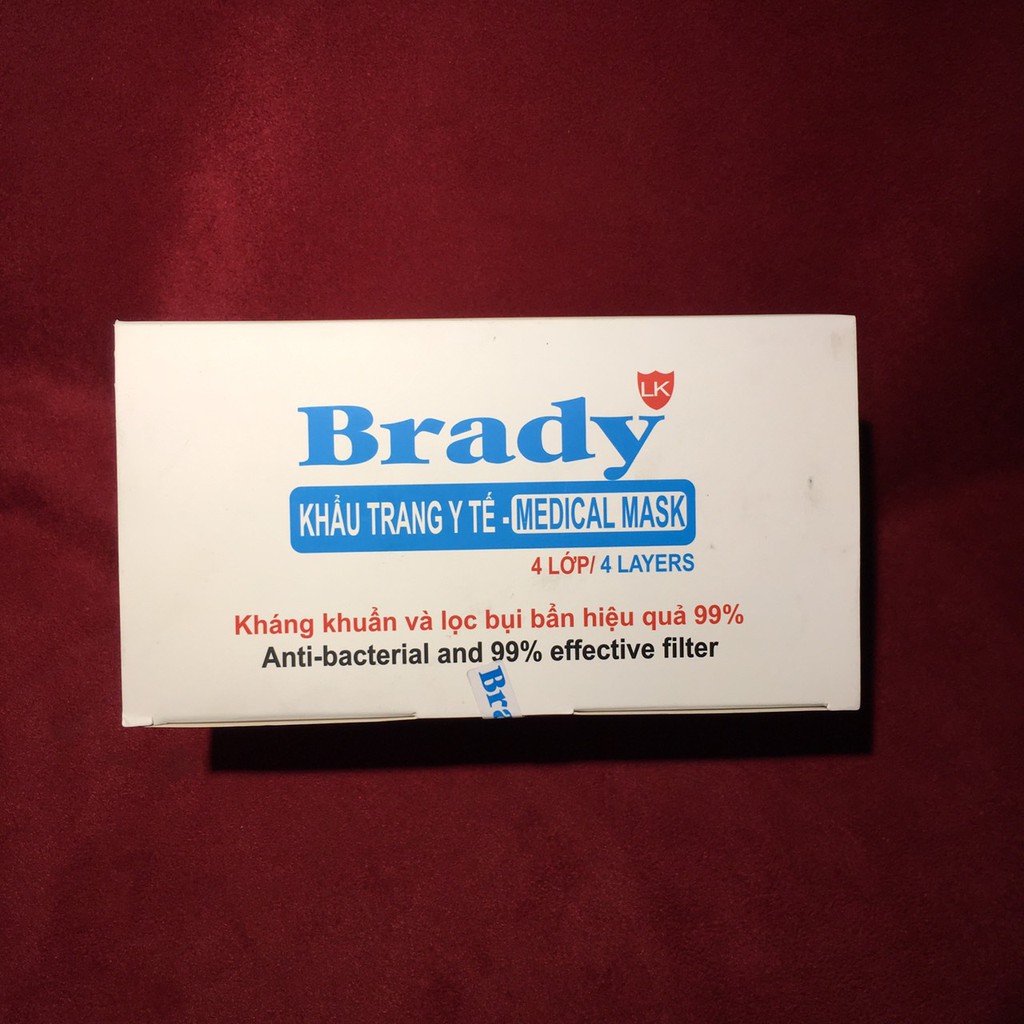 LK
Brady
KHẨU TRANG Y TẾ - MEDICAL MASK
4 LỚP/ 4 LAYERS
Kháng khuẩn và lọc bụi bẩn hiệu quả 99%
Anti-bacterial and 99% effective filter
Bra